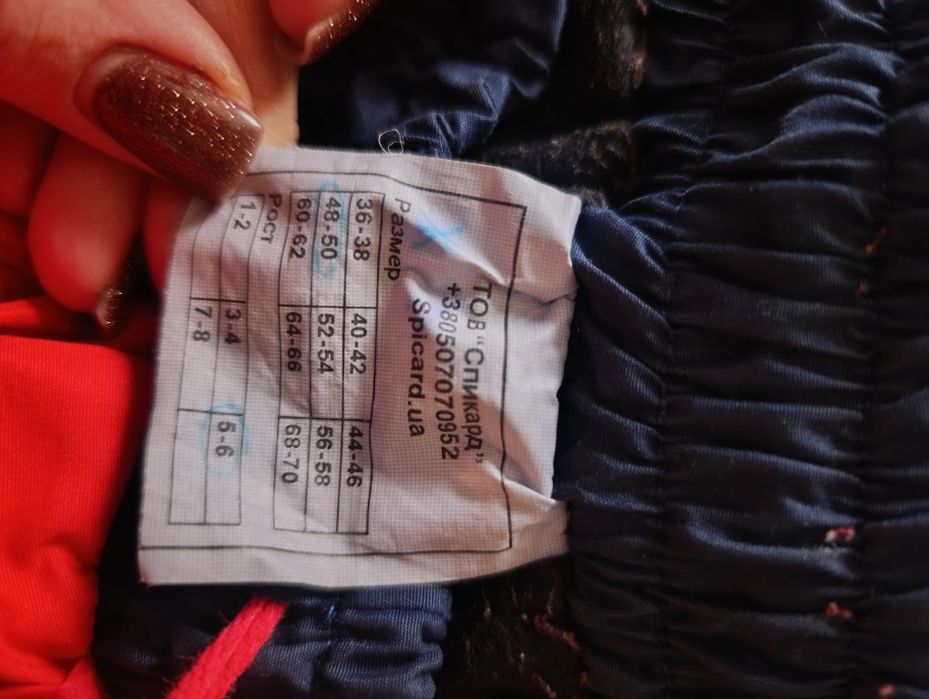 ТОВ “Спикард”
+380507070952
Spicard.ua
Размер
36-38 40-42 44-46
48-50 52-54 56-58
60-62 64-66 68-70
Рост
1-2 3-4 5-6
7-8